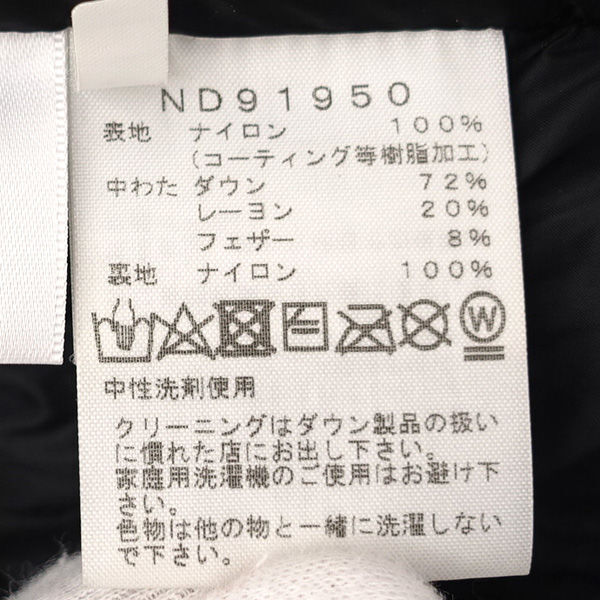 ND91950
表地 ナイロン 100%
(コーティング等樹脂加工)
中わた ダウン 72%
レーヨン 20%
フェザー 8%
裏地 ナイロン 100%
W
中性洗剤使用
クリーニングはダウン製品の扱い
に慣れた店にお出し下さい。
家庭用洗濯機のご使用はお避け下
さい。
色物は他の物と一緒に洗濯しない
で下さい。